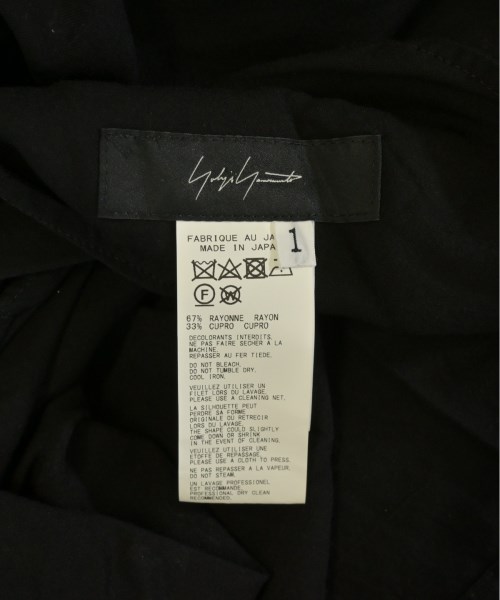 Yohji Yamamoto
1
FABRIQUE AU JA
MADE IN JAPA
F
W
67% RAYONNE RAYON
33% CUPRO CUPRO
DECOLORANTS INTERDITS.
NE PAS FAIRE SECHER A LA
MACHINE.
REPASSER AU FER TIEDE.
DO NOT BLEACH.
DO NOT TUMBLE DRY.
COOL IRON.
VEUILLEZ UTILISER UN
FILET LORS DU LAVAGE.
PLEASE USE A CLEANING NET.
LA SILHOUETTE PEUT
PERDRE SA FORME
ORIGINALE OU RETRECIR
LORS DU LAVAGE.
THE SHAPE COULD SLIGHTLY
COME DOWN OR SHRINK
IN THE EVENT OF CLEANING.
VEUILLEZ UTILISER UNE
ETOFFE DE REPASSAGE.
PLEASE USE A CLOTH TO PRESS.
NE PAS REPASSER A LA VAPEUR
DO NOT STEAM.
UN LAVAGE PROFESSIONEL
EST RECOMMANDE.
PROFESSIONAL DRY CLEAN
RECOMMENDED.